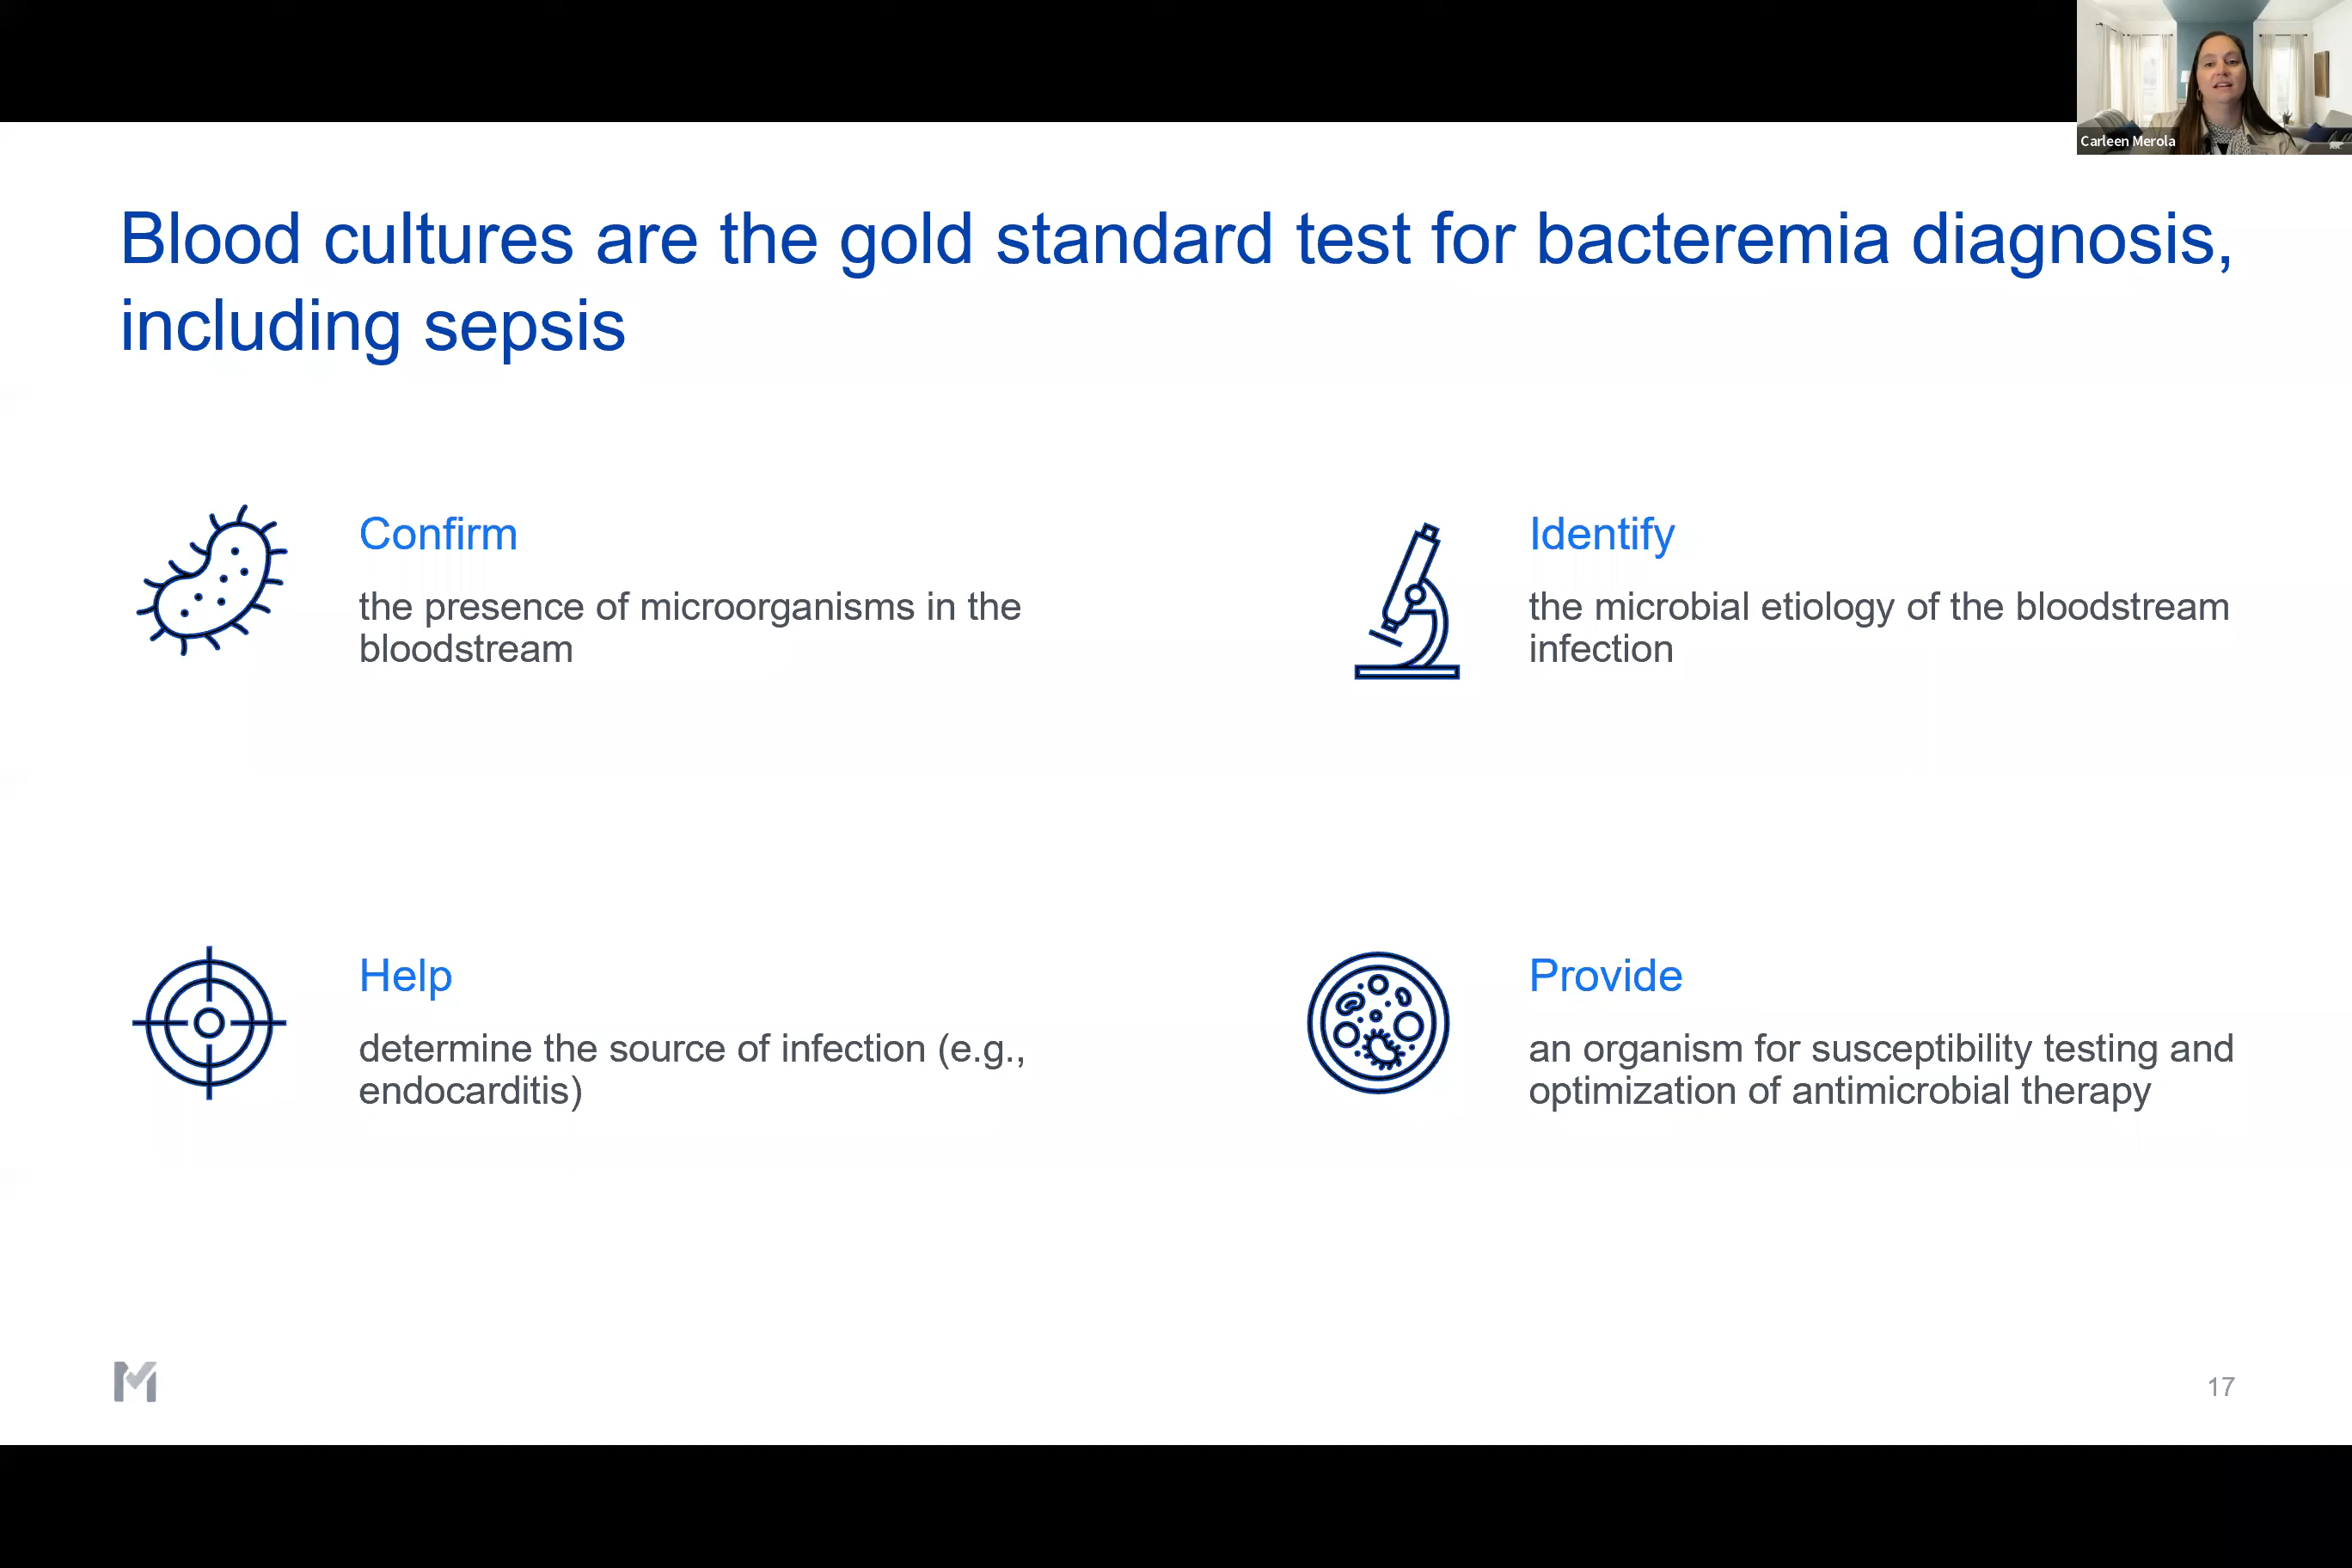 Carleen Merola
Blood cultures are the gold standard test for bacteremia diagnosis,
including sepsis
Confirm
the presence of microorganisms in the
bloodstream
Identify
the microbial etiology of the bloodstream
infection
Help
determine the source of infection (e.g.,
endocarditis)
Provide
an organism for susceptibility testing and
optimization of antimicrobial therapy
17